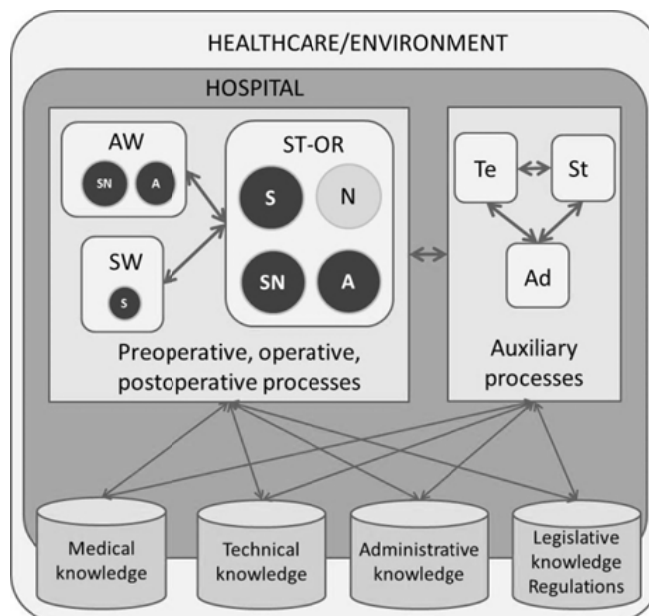 HEALTHCARE/ENVIRONMENT
HOSPITAL
AW
SN
A
SW
S
ST-OR
S
N
SN
A
Preoperative, operative,
postoperative processes
Te
St
Ad
Auxiliary
processes
Medical
knowledge
Technical
knowledge
Administrative
knowledge
Legislative
knowledge
Regulations